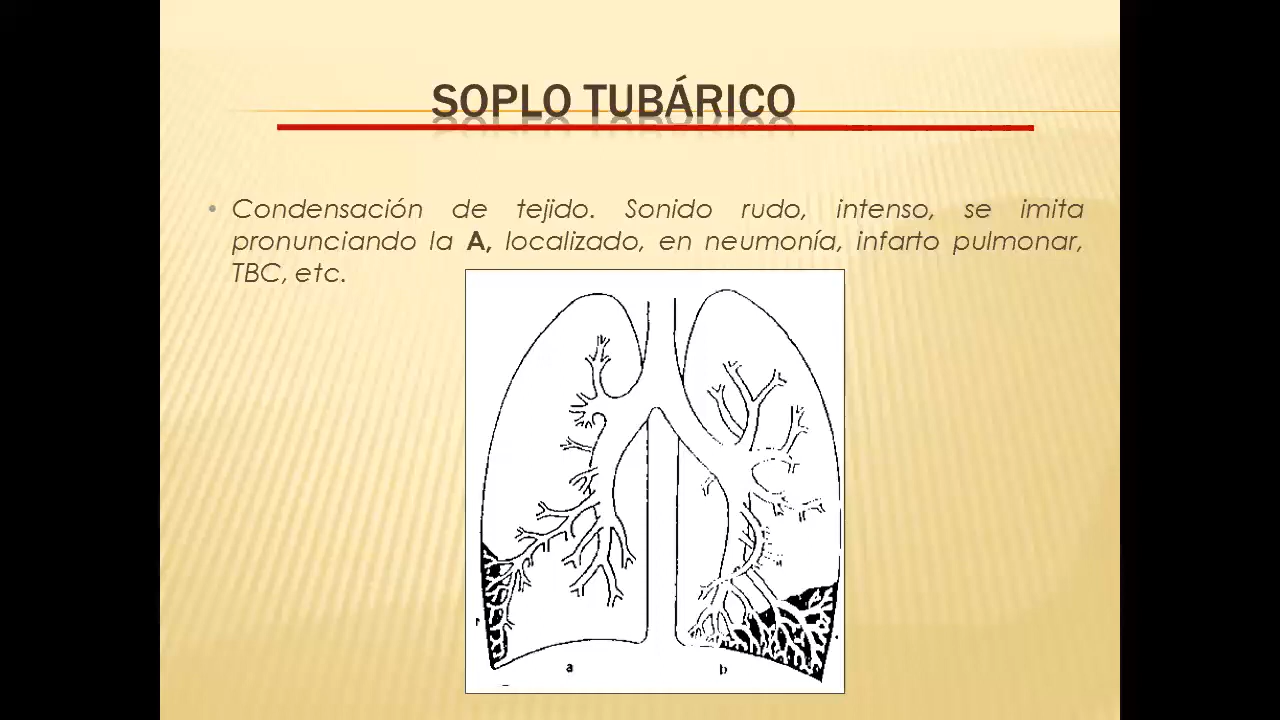 SOPLO TUBÁRICO
• Condensación de tejido. Sonido rudo, intenso, se imita
pronunciando la A, localizado, en neumonía, infarto pulmonar,
TBC, etc.
a b